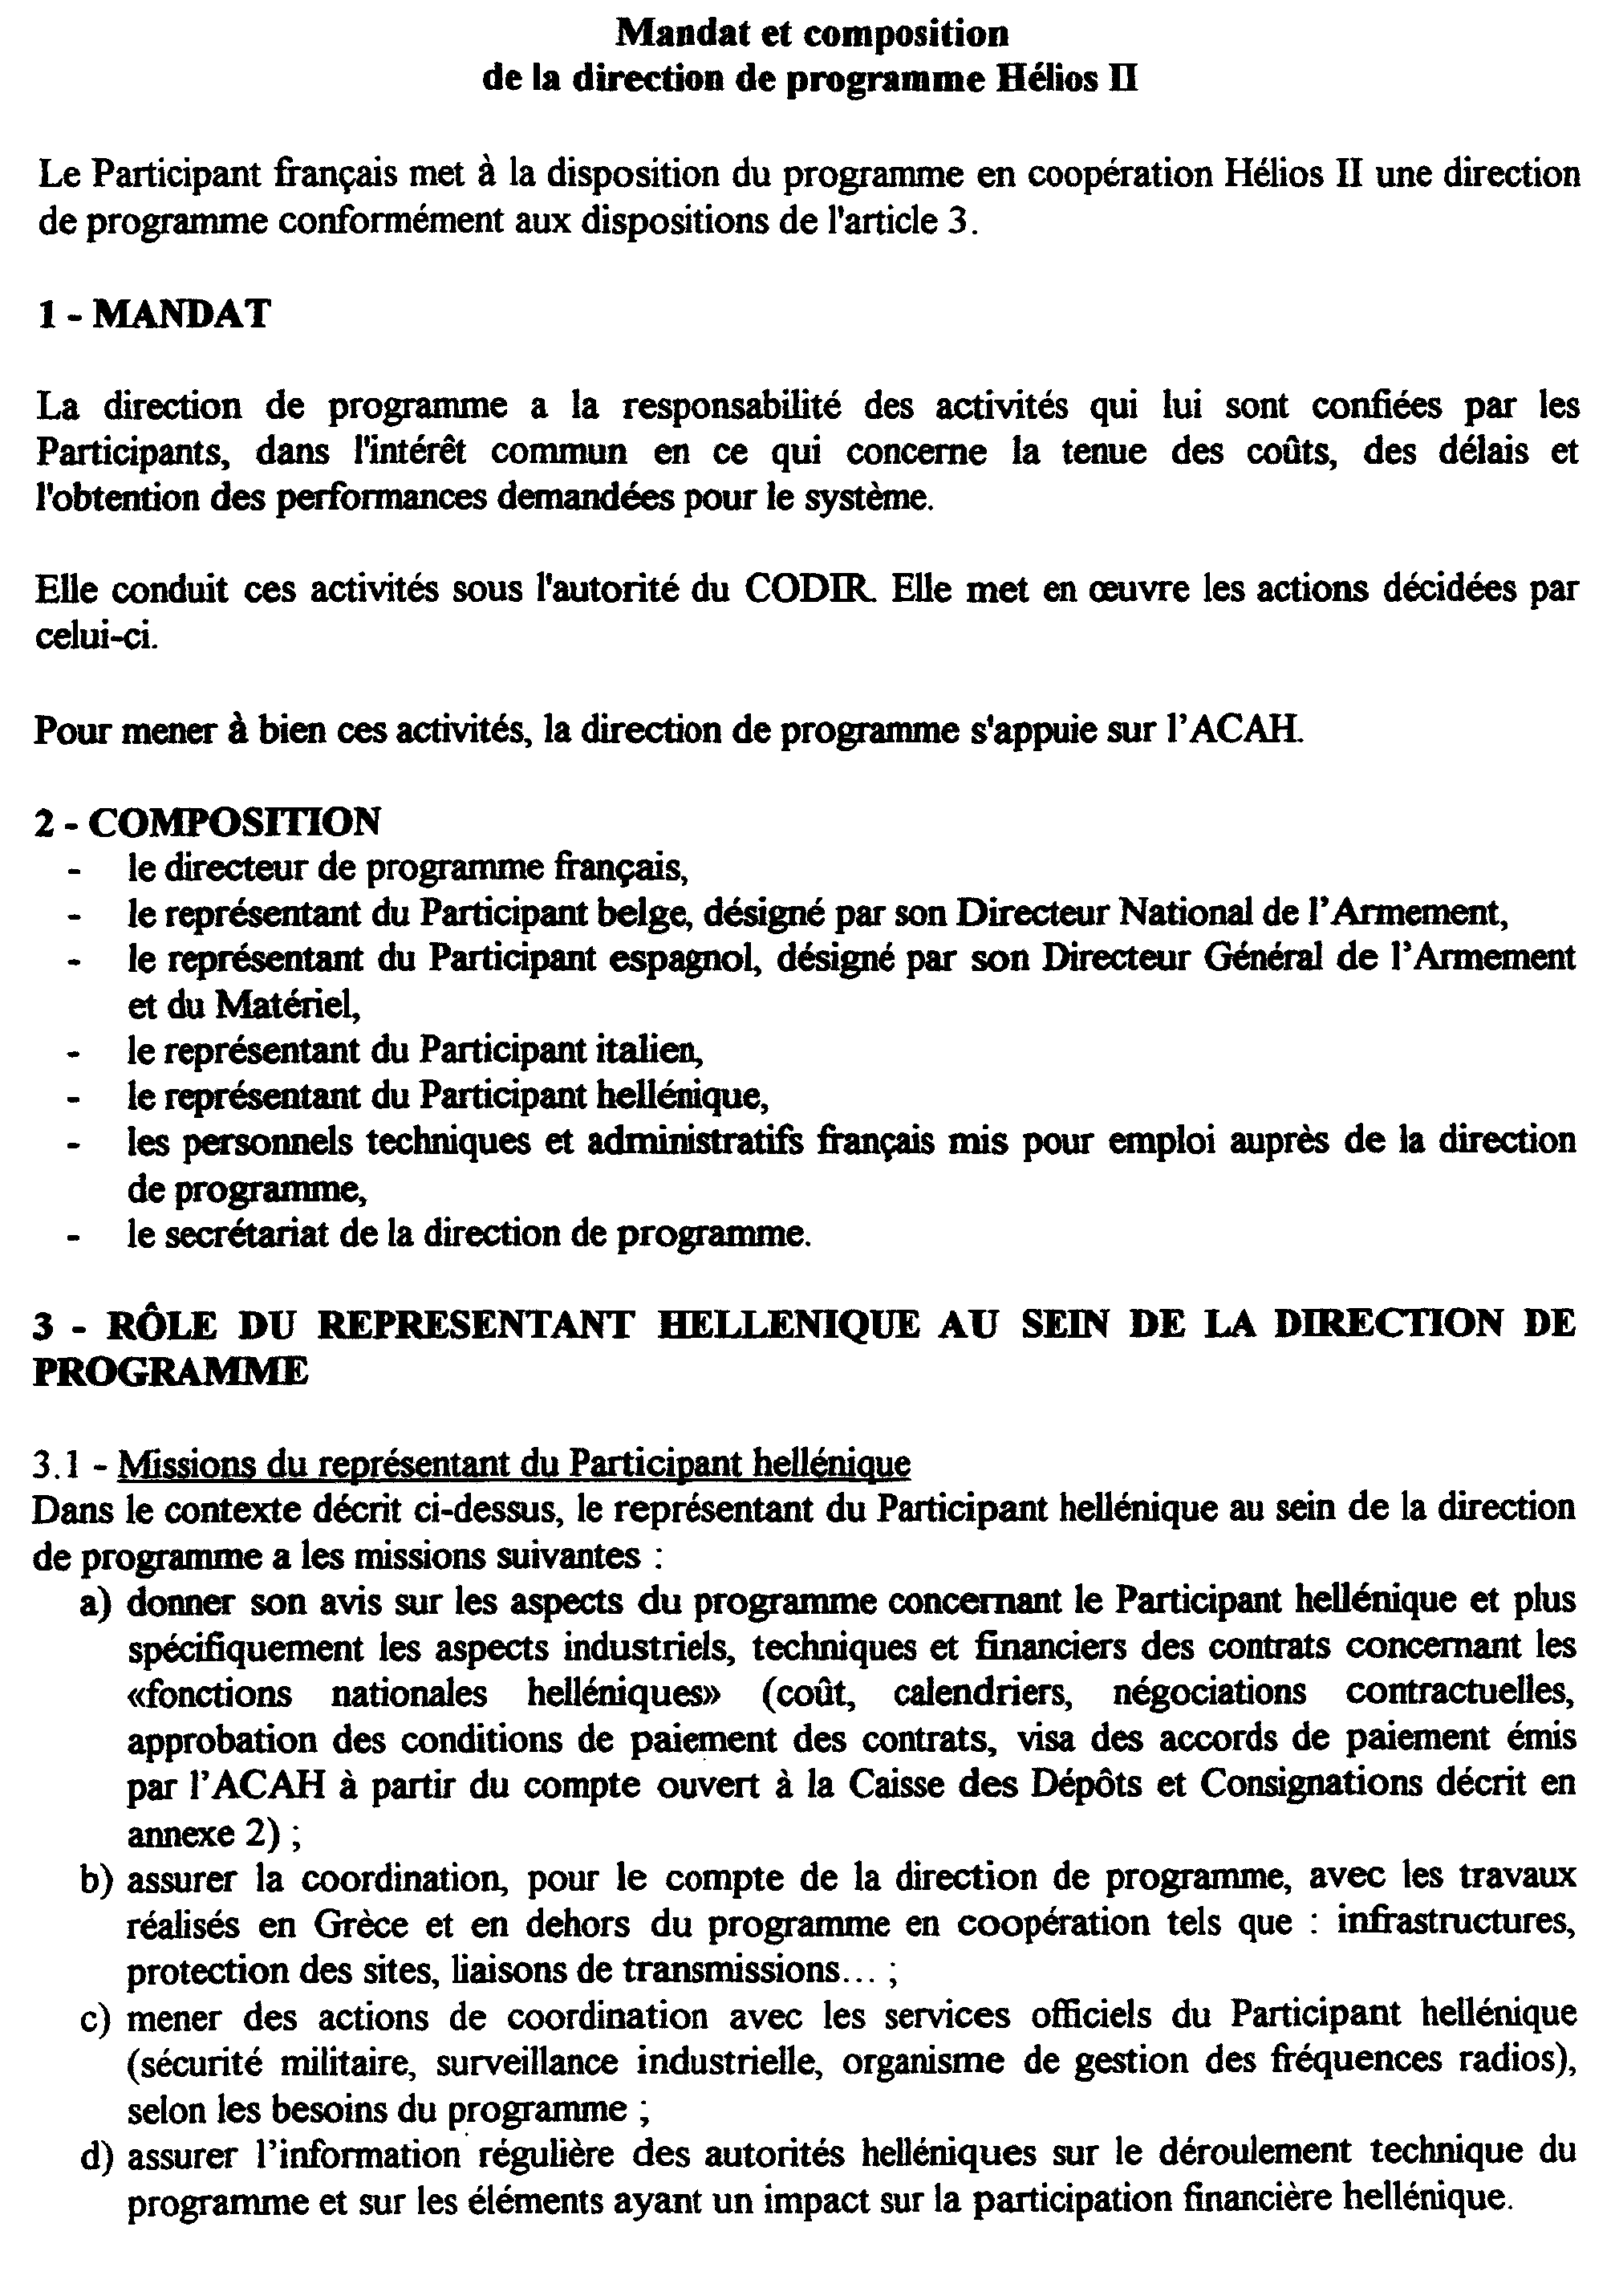 Mandat et composition
de la direction de programme Hélios II
Le Participant français met à la disposition du programme en coopération Hélios II une direction
de programme conformément aux dispositions de l'article 3.
1 - MANDAT
La direction de programme a la responsabilité des activités qui lui sont confiées par les
Participants, dans l'intérêt commun en ce qui concerne la tenue des coûts, des délais et
l'obtention des performances demandées pour le système.
Elle conduit ces activités sous l'autorité du CODIR. Elle met en œuvre les actions décidées par
celui-ci.
Pour mener à bien ces activités, la direction de programme s'appuie sur l’ACAH.
2 - COMPOSITION
- le directeur de programme français,
- le représentant du Participant belge, désigné par son Directeur National de l’Armement,
- le représentant du Participant espagnol, désigné par son Directeur Général de l’Armement
et du Matériel,
- le représentant du Participant italien,
- le représentant du Participant hellénique,
- les personnels techniques et administratifs français mis pour emploi auprès de la direction
de programme,
- le secrétariat de la direction de programme.
3 - RÔLE DU REPRESENTANT HELLENIQUE AU SEIN DE LA DIRECTION DE
PROGRAMME
3.1 - Missions du représentant du Participant hellénique
Dans le contexte décrit ci-dessus, le représentant du Participant hellénique au sein de la direction
de programme a les missions suivantes :
a) donner son avis sur les aspects du programme concernant le Participant hellénique et plus
spécifiquement les aspects industriels, techniques et financiers des contrats concernant les
«fonctions nationales helléniques» (coût, calendriers, négociations contractuelles,
approbation des conditions de paiement des contrats, visa des accords de paiement émis
par l’ACAH à partir du compte ouvert à la Caisse des Dépôts et Consignations décrit en
annexe 2) ;
b) assurer la coordination, pour le compte de la direction de programme, avec les travaux
réalisés en Grèce et en dehors du programme en coopération tels que : infrastructures,
protection des sites, liaisons de transmissions... ;
c) mener des actions de coordination avec les services officiels du Participant hellénique
(sécurité militaire, surveillance industrielle, organisme de gestion des fréquences radios),
selon les besoins du programme ;
d) assurer l’information régulière des autorités helléniques sur le déroulement technique du
programme et sur les éléments ayant un impact sur la participation financière hellénique.